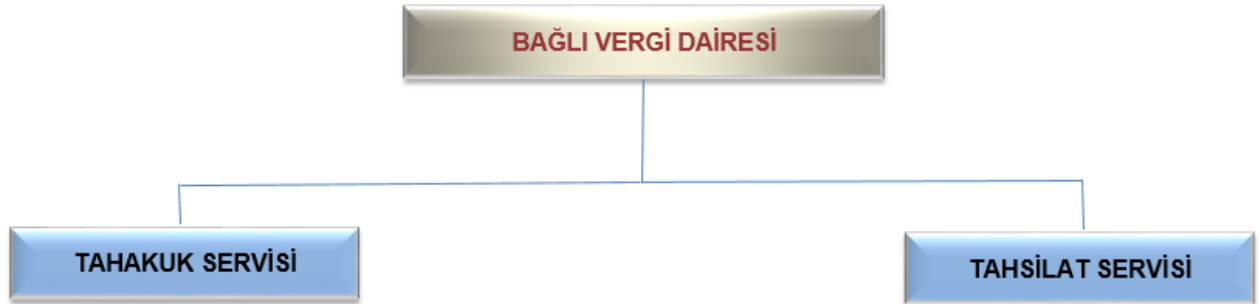 BAĞLI VERGİ DAİRESİ
TAHAKUK SERVİSİ
TAHSİLAT SERVİSİ